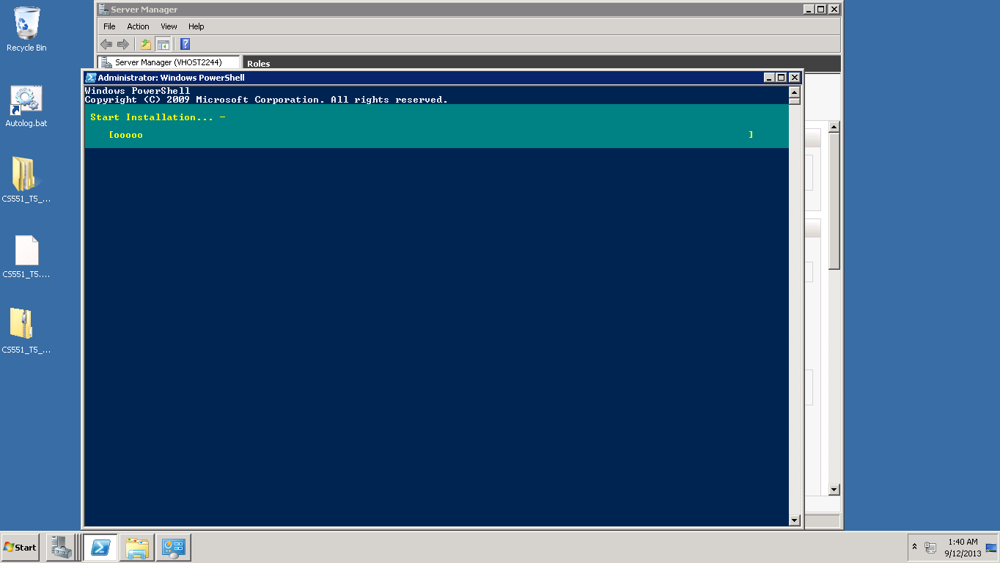 Server Manager
File Action View Help
Server Manager (VHOST2244)
Roles
Recycle Bin
Autolog.bat
CS551_T5_...
CS551_T5....
CS551_T5_...
Administrator: Windows PowerShell
Windows PowerShell
Copyright (C) 2009 Microsoft Corporation. All rights reserved.
Start Installation... -
[ooooo ]
Start
1:40 AM
9/12/2013